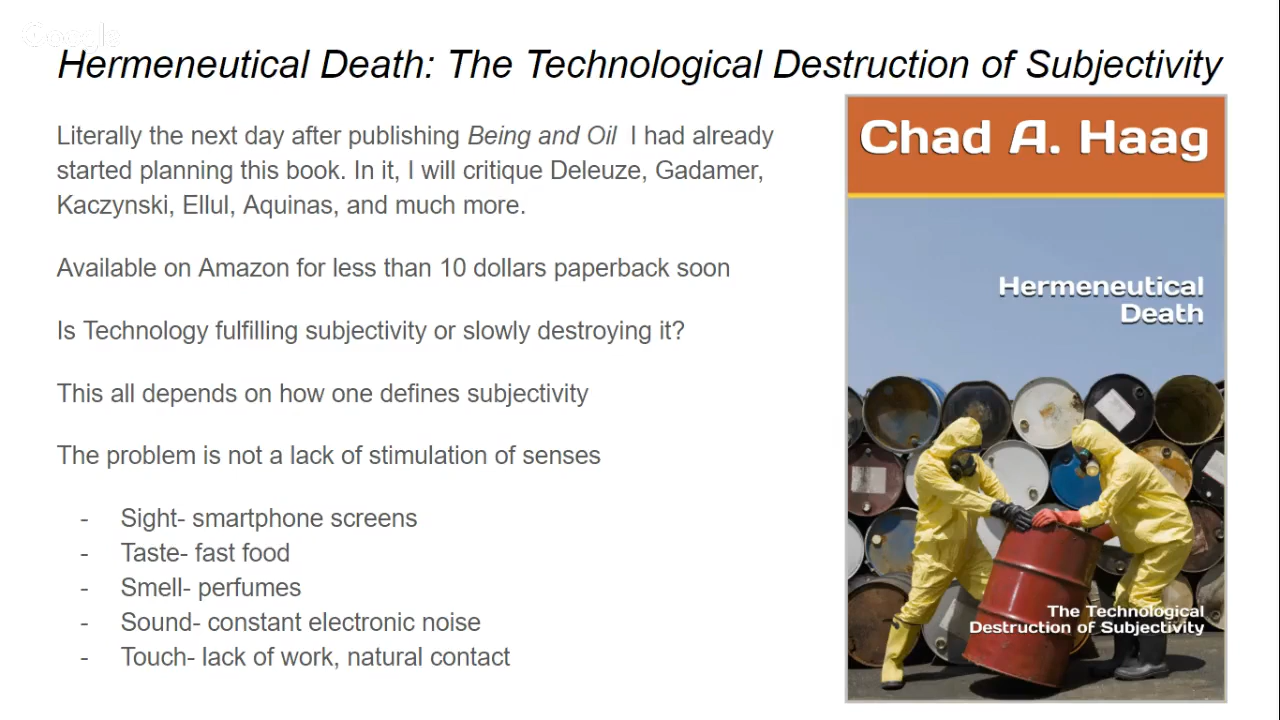 Google
Hermeneutical Death: The Technological Destruction of Subjectivity
Literally the next day after publishing Being and Oil I had already
started planning this book. In it, I will critique Deleuze, Gadamer,
Kaczynski, Ellul, Aquinas, and much more.
Available on Amazon for less than 10 dollars paperback soon
Is Technology fulfilling subjectivity or slowly destroying it?
This all depends on how one defines subjectivity
The problem is not a lack of stimulation of senses
- Sight- smartphone screens
- Taste- fast food
- Smell- perfumes
- Sound- constant electronic noise
- Touch- lack of work, natural contact
Chad A. Haag
Hermeneutical
Death
The Technological
Destruction of Subjectivity